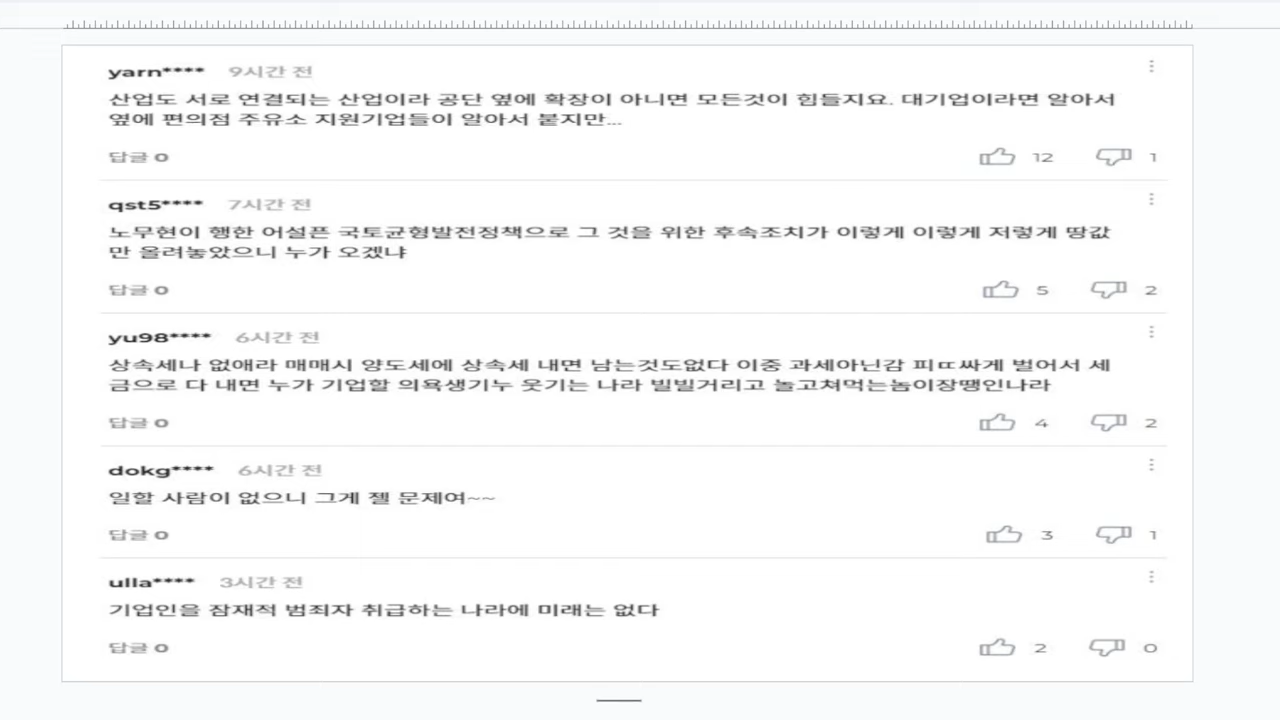 yarn**** 9시간 전
산업도 서로 연결되는 산업이라 공단 옆에 확장이 아니면 모든것이 힘들지요. 대기업이라면 알아서
옆에 편의점 주유소 지원기업들이 알아서 붙지만...
답글 0 12 1
qst5**** 7시간 전
노무현이 행한 어설픈 국토균형발전정책으로 그 것을 위한 후속조치가 이렇게 이렇게 저렇게 땅값
만 올려놓았으니 누가 오겠냐
답글 0 5 2
yu98**** 6시간 전
상속세나 없애라 매매시 양도세에 상속세 내면 남는것도없다 이중 과세아닌감 피ㄸ싸게 벌어서 세
금으로 다 내면 누가 기업할 의욕생기누 웃기는 나라 빌빌거리고 놀고쳐먹는놈이장땡인나라
답글 0 4 2
dokg**** 6시간 전
일할 사람이 없으니 그게 젤 문제여~~
답글 0 3 1
ulla**** 3시간 전
기업인을 잠재적 범죄자 취급하는 나라에 미래는 없다
답글 0 2 0